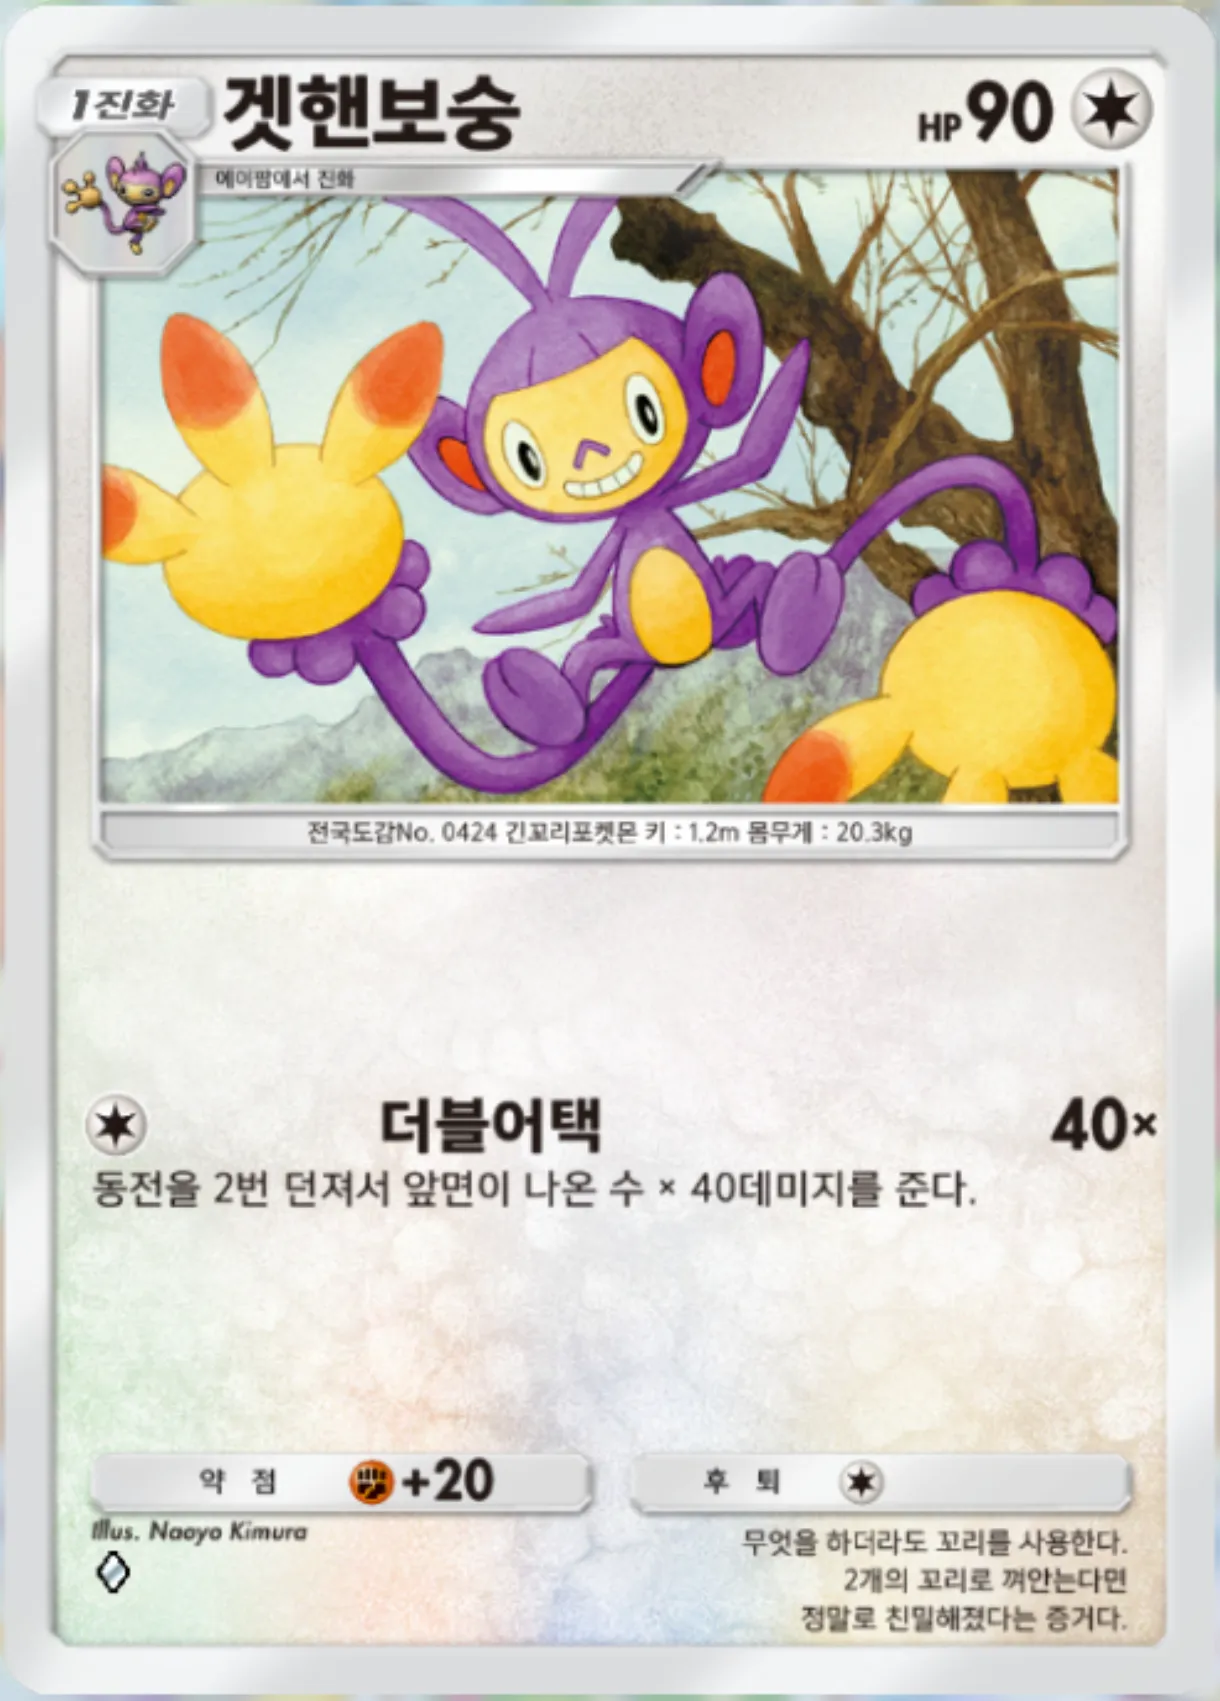 1진화 겟핸보숭 HP 90
에이팜에서 진화
전국도감No. 0424 긴꼬리포켓몬 키 : 1.2m 몸무게 : 20.3kg
더블어택 40×
동전을 2번 던져서 앞면이 나온 수 × 40데미지를 준다.
약 점 +20 후 퇴
Illus. Naoyo Kimura
무엇을 하더라도 꼬리를 사용한다.
2개의 꼬리로 껴안는다면
정말로 친밀해졌다는 증거다.